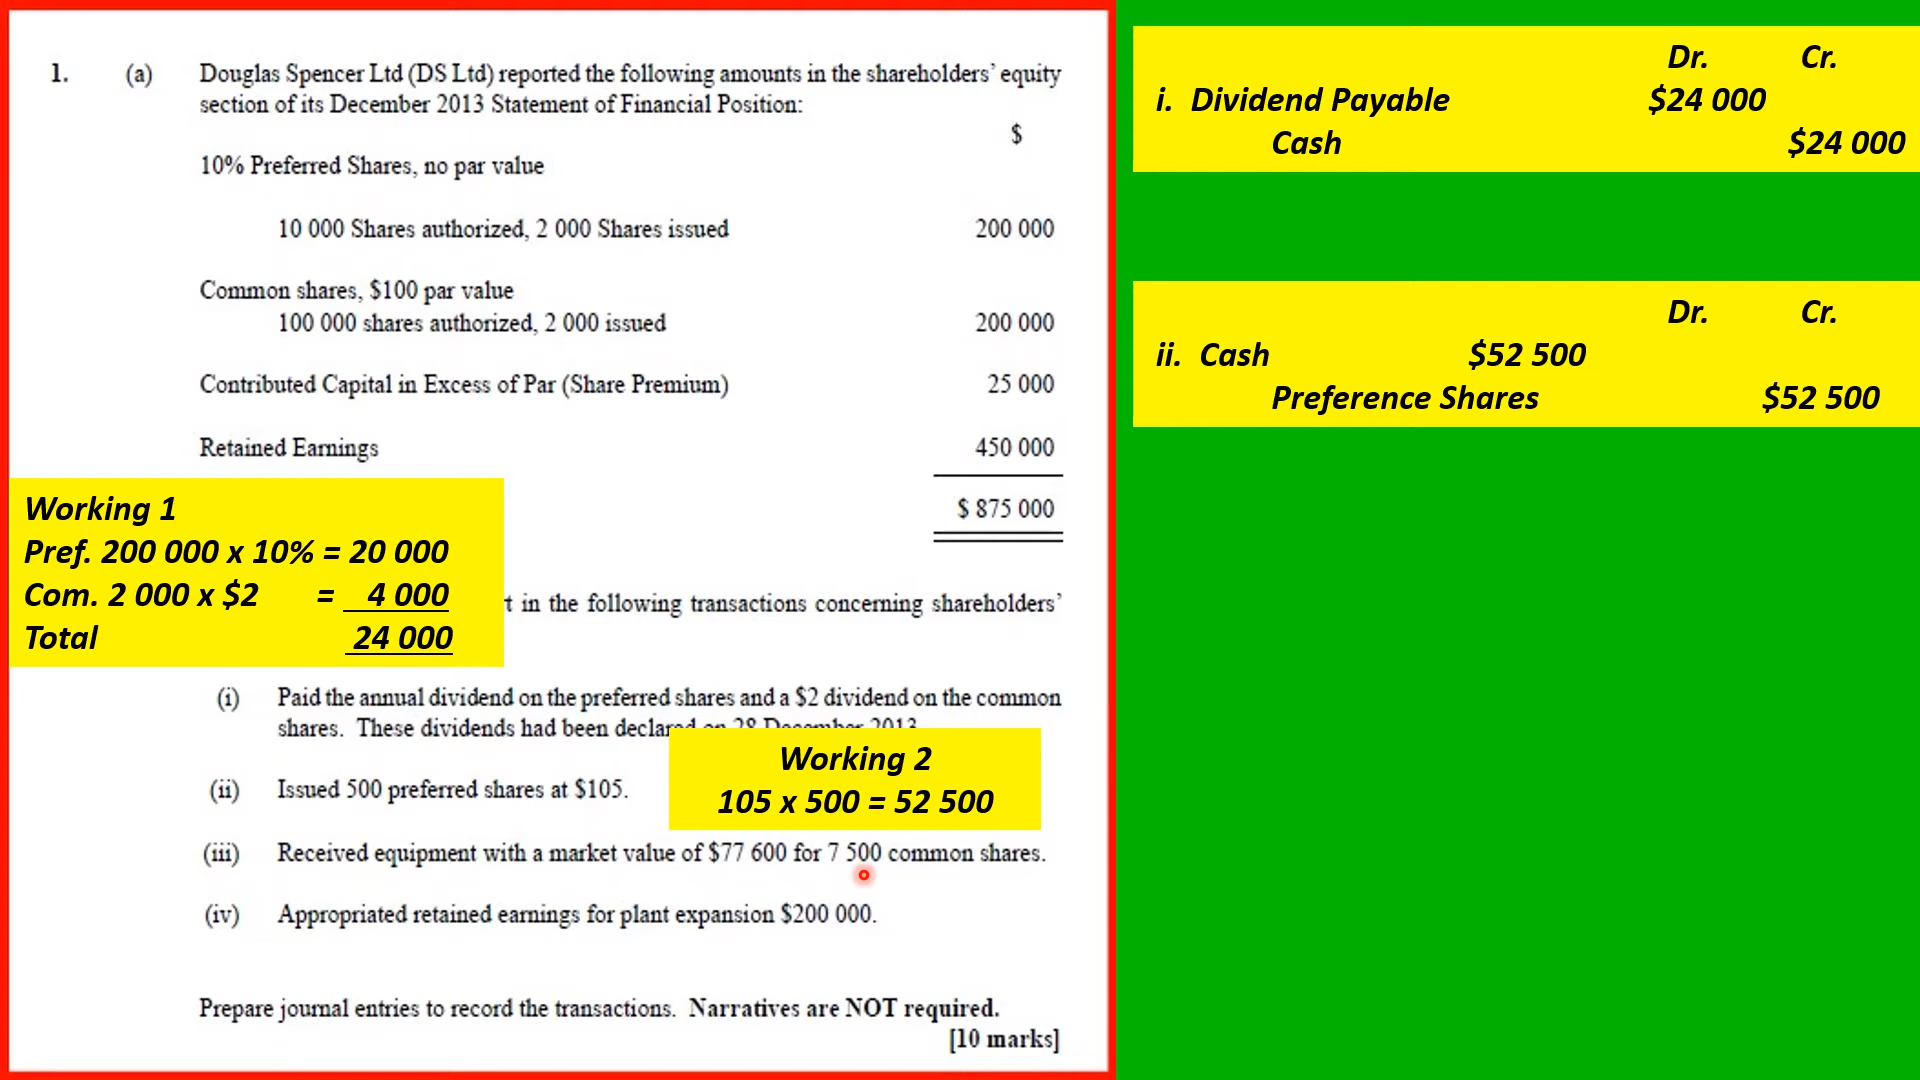 1. (a) Douglas Spencer Ltd (DS Ltd) reported the following amounts in the shareholders' equity
section of its December 2013 Statement of Financial Position:
$
10% Preferred Shares, no par value
10 000 Shares authorized, 2 000 Shares issued 200 000
Common shares, $100 par value
100 000 shares authorized, 2 000 issued 200 000
Contributed Capital in Excess of Par (Share Premium) 25 000
Retained Earnings 450 000
$ 875 000
Working 1
Pref. 200 000 x 10% = 20 000
Com. 2 000 x $2 = 4 000
Total 24 000
in the following transactions concerning shareholders'
(i) Paid the annual dividend on the preferred shares and a $2 dividend on the common
shares. These dividends had been declared on 28 December 2013
Working 2
105 x 500 = 52 500
(ii) Issued 500 preferred shares at $105.
(iii) Received equipment with a market value of $77 600 for 7 500 common shares.
(iv) Appropriated retained earnings for plant expansion $200 000.
Prepare journal entries to record the transactions. Narratives are NOT required.
[10 marks]
Dr. Cr.
i. Dividend Payable $24 000
Cash $24 000
Dr. Cr.
ii. Cash $52 500
Preference Shares $52 500